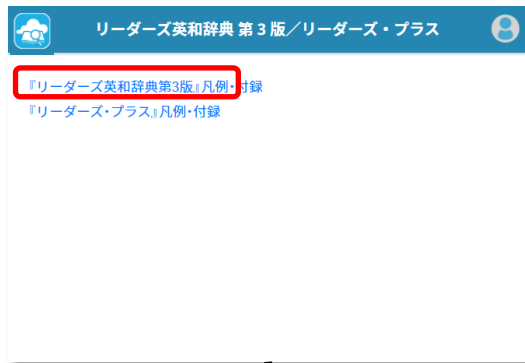 リーダーズ英和辞典 第 3 版／リーダーズ・プラス
『リーダーズ英和辞典第3版』凡例・付録
『リーダーズ・プラス』凡例・付録